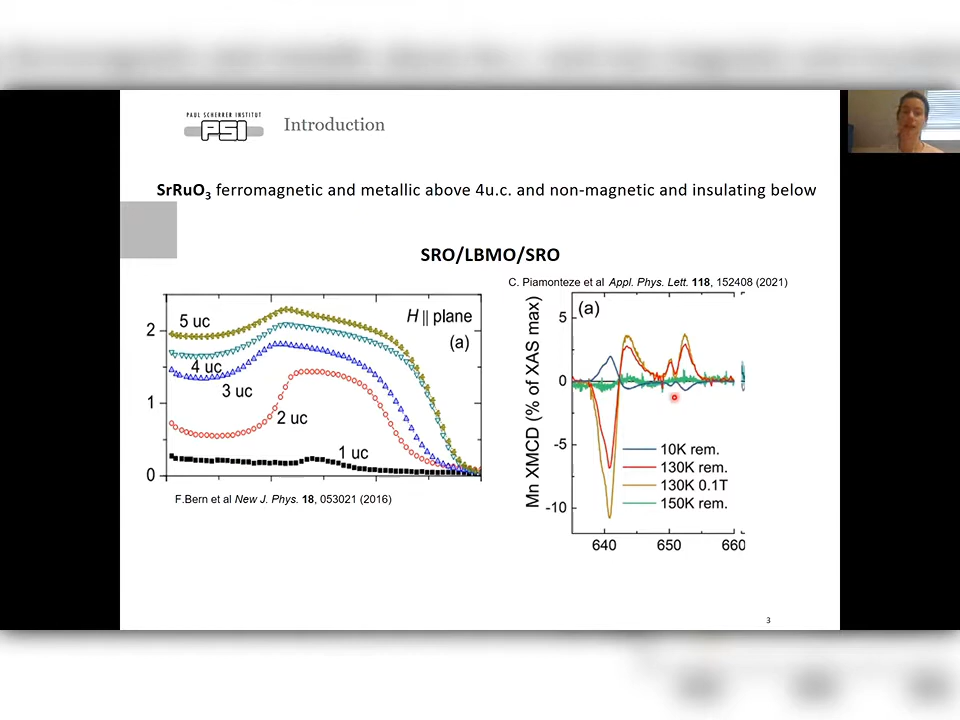 PAUL SCHERRER INSTITUT
PSI
Introduction
SrRuO3 ferromagnetic and metallic above 4u.c. and non-magnetic and insulating below
SRO/LBMO/SRO
C. Piamonteze et al Appl. Phys. Lett. 118, 152408 (2021)
5 uc
H || plane
(a)
4 uc
3 uc
2 uc
1 uc
2
1
0
F.Bern et al New J. Phys. 18, 053021 (2016)
(a)
Mn XMCD (% of XAS max)
5
0
-5
-10
10K rem.
130K rem.
130K 0.1T
150K rem.
640
650
660
3